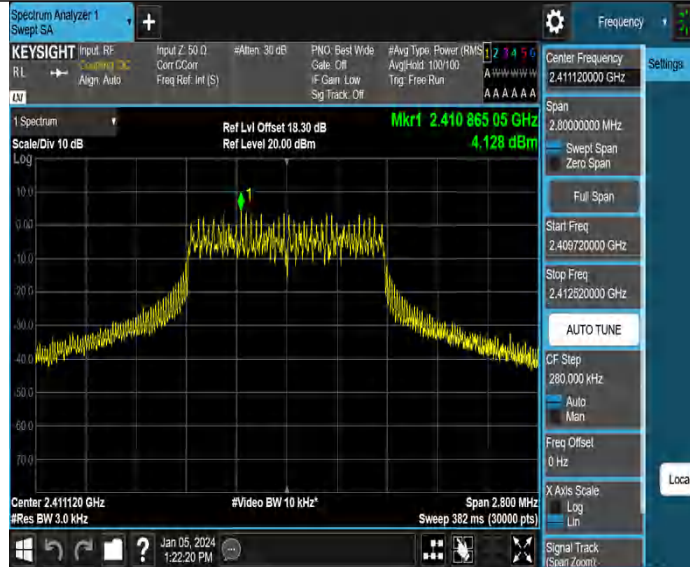 Spectrum Analyzer 1
Swept SA
+
Frequency
KEYSIGHT
RL
Input: RF
Coupling: DC
Align: Auto
Input Z: 50 Ω
Corr CCorr
Freq Ref: Int (S)
#Atten: 30 dB
PNO: Best Wide
Gate: Off
IF Gain: Low
Sig Track: Off
#Avg Type: Power (RMS
Avg|Hold: 100/100
Trig: Free Run
1 2 3 4 5 6
A W W W W W
A A A A A A
LXI
1 Spectrum
Scale/Div 10 dB
Log
Ref Lvl Offset 18.30 dB
Ref Level 20.00 dBm
Mkr1 2.410 865 05 GHz
4.128 dBm
1
10.0
0.00
-10.0
-20.0
-30.0
-40.0
-50.0
-60.0
-70.0
Center 2.411120 GHz
#Res BW 3.0 kHz
#Video BW 10 kHz*
Span 2.800 MHz
Sweep 382 ms (30000 pts)
Center Frequency
2.411120000 GHz
Settings
Span
2.80000000 MHz
Swept Span
Zero Span
Full Span
Start Freq
2.409720000 GHz
Stop Freq
2.412520000 GHz
AUTO TUNE
CF Step
280.000 kHz
Auto
Man
Freq Offset
0 Hz
X Axis Scale
Log
Lin
Loca
Signal Track
(Span Zoom)
?
Jan 05, 2024
1:22:20 PM